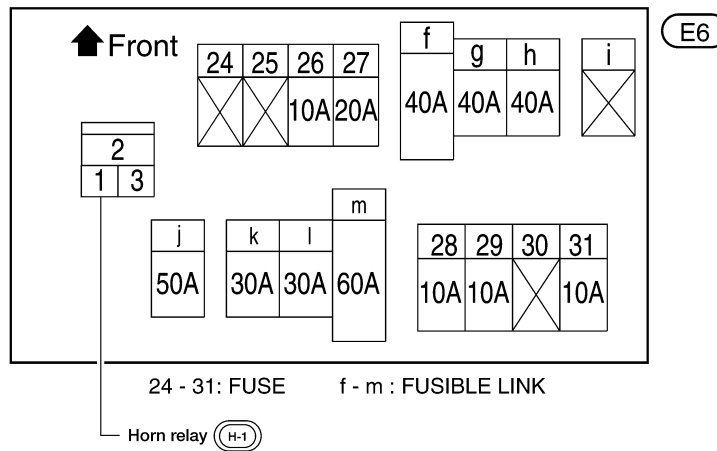 E6
Front
f
g h i
24 25 26 27
10A 20A
40A 40A 40A
2
1 3
m
j k l
50A 30A 30A 60A
28 29 30 31
10A 10A 10A
24 - 31: FUSE f - m : FUSIBLE LINK
Horn relay H-1